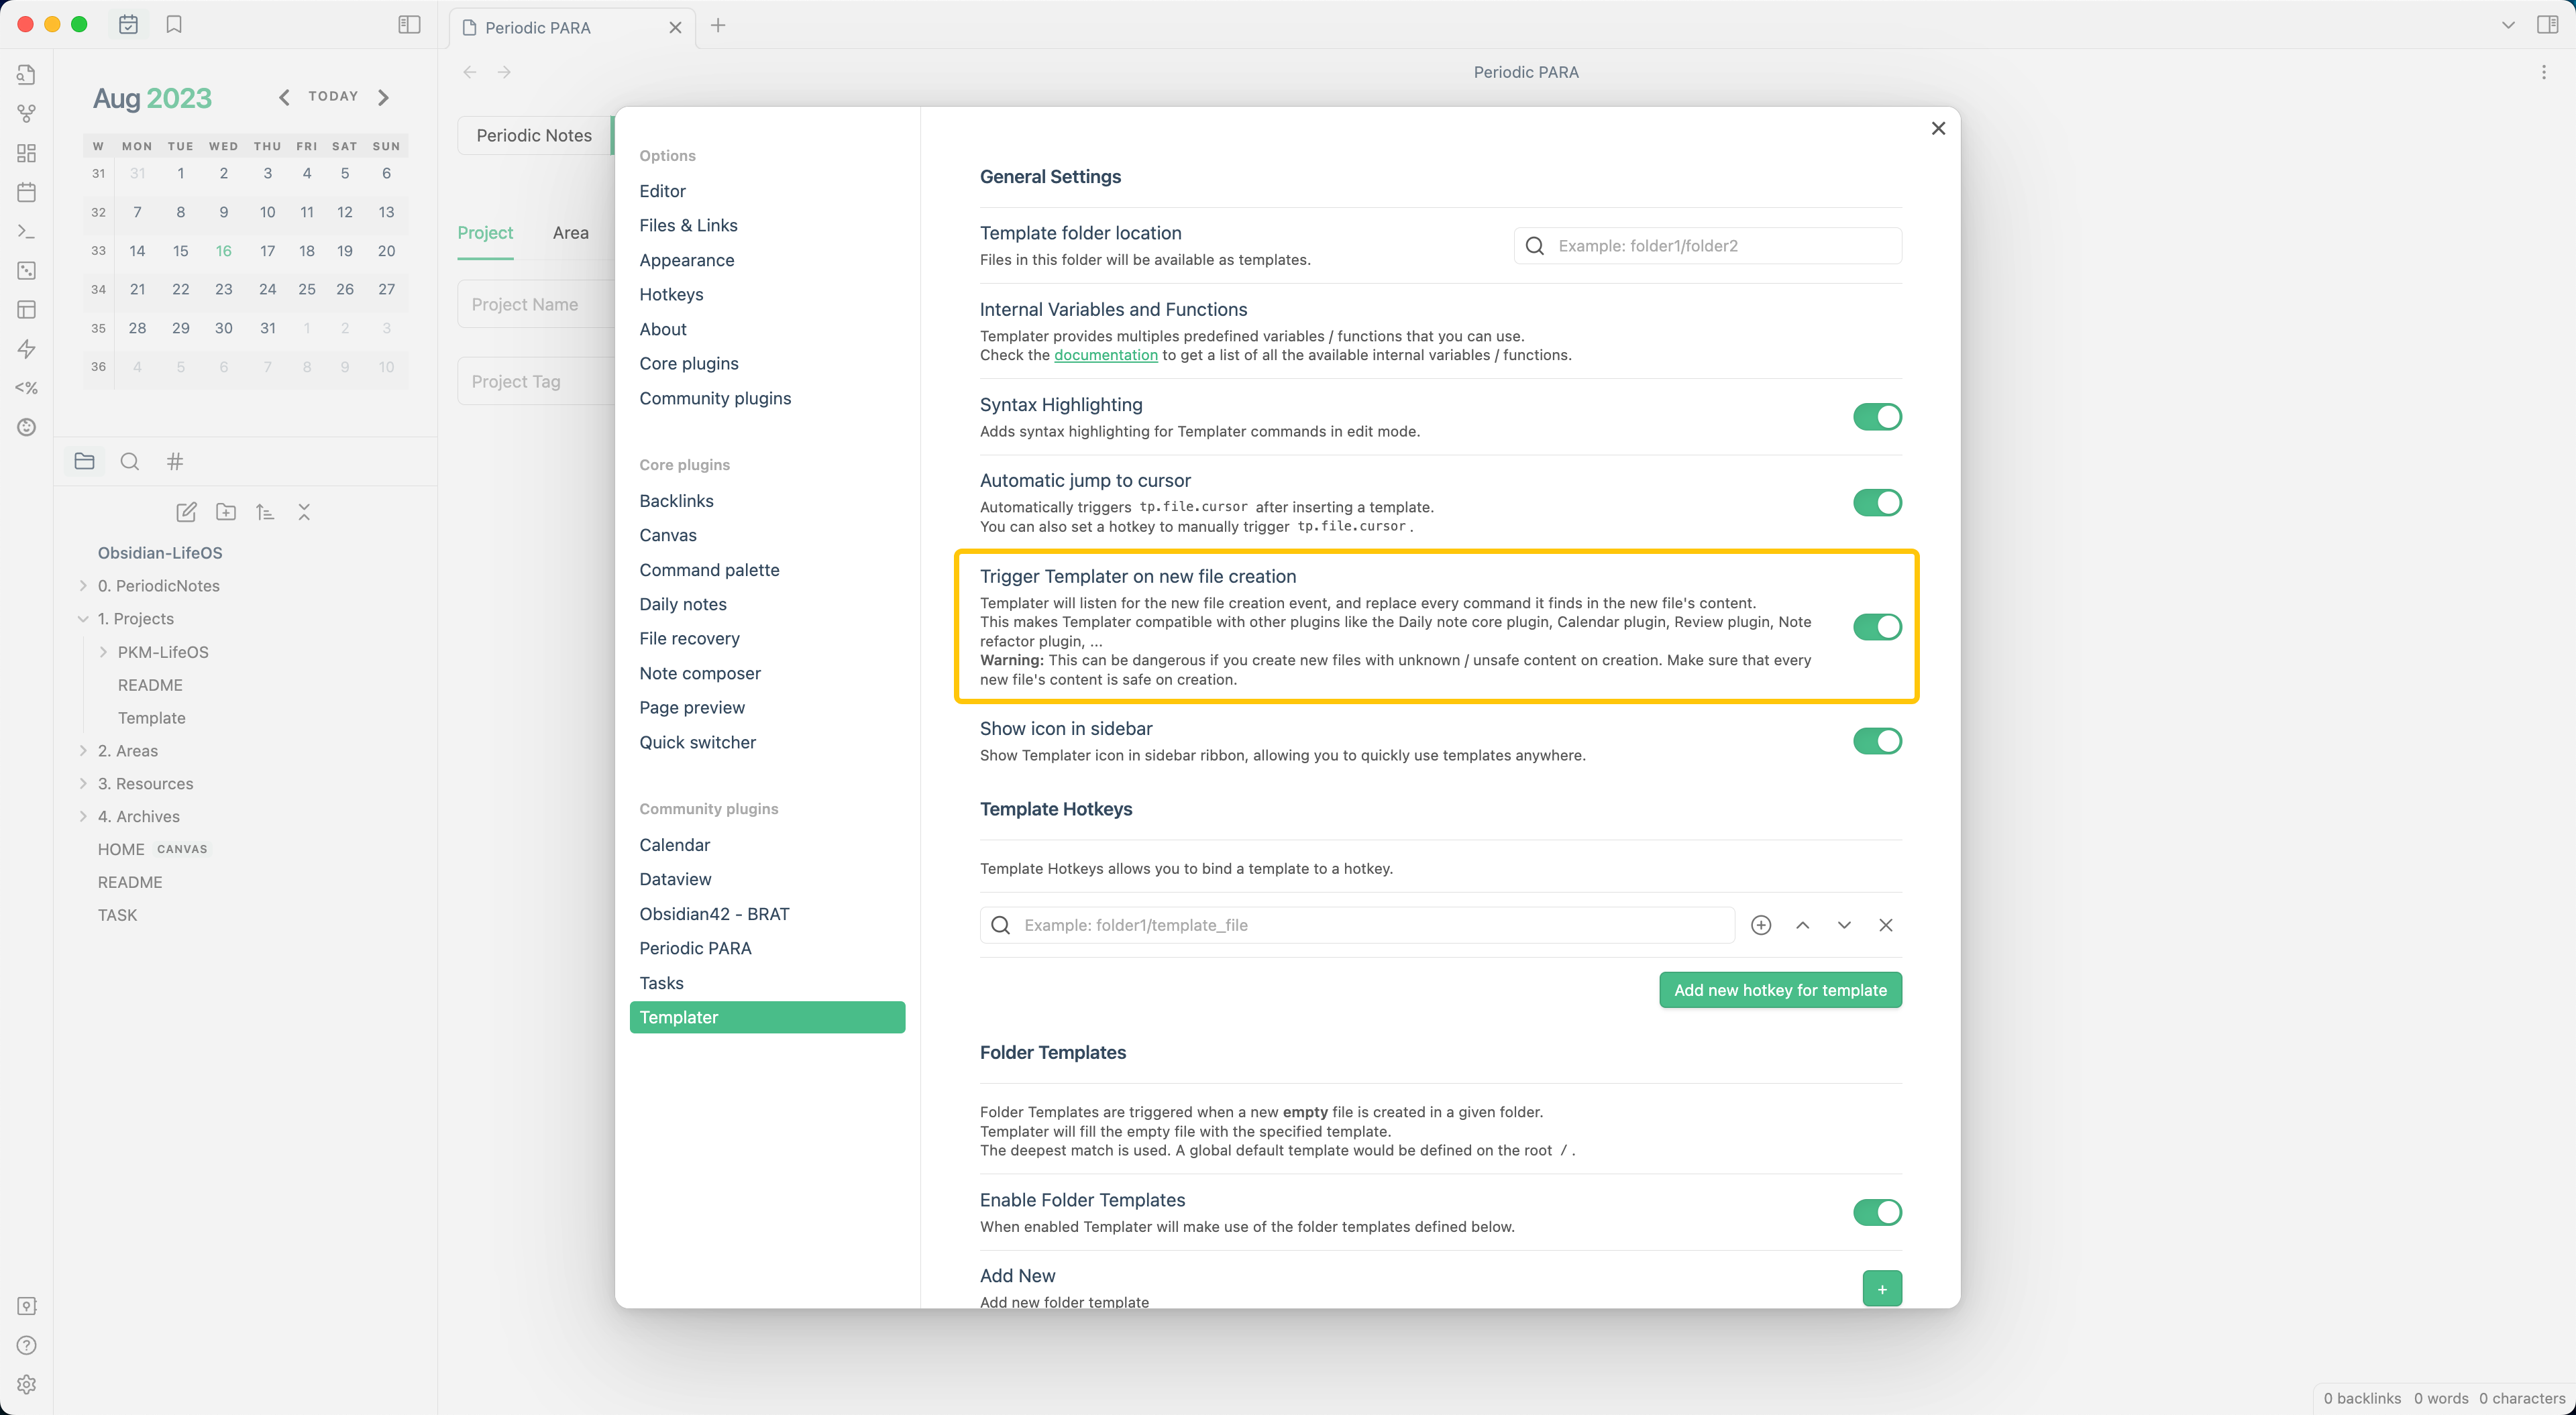 Periodic PARA
Periodic PARA
Aug 2023
TODAY
W MON TUE WED THU FRI SAT SUN
31 31 1 2 3 4 5 6
32 7 8 9 10 11 12 13
33 14 15 16 17 18 19 20
34 21 22 23 24 25 26 27
35 28 29 30 31 1 2 3
36 4 5 6 7 8 9 10
<%
Obsidian-LifeOS
0. PeriodicNotes
1. Projects
PKM-LifeOS
README
Template
2. Areas
3. Resources
4. Archives
HOME CANVAS
README
TASK
Periodic Notes
Project Area
Project Name
Project Tag
Options
Editor
Files & Links
Appearance
Hotkeys
About
Core plugins
Community plugins
Core plugins
Backlinks
Canvas
Command palette
Daily notes
File recovery
Note composer
Page preview
Quick switcher
Community plugins
Calendar
Dataview
Obsidian42 - BRAT
Periodic PARA
Tasks
Templater
General Settings
Template folder location
Files in this folder will be available as templates.
Example: folder1/folder2
Internal Variables and Functions
Templater provides multiples predefined variables / functions that you can use.
Check the documentation to get a list of all the available internal variables / functions.
Syntax Highlighting
Adds syntax highlighting for Templater commands in edit mode.
Automatic jump to cursor
Automatically triggers tp.file.cursor after inserting a template.
You can also set a hotkey to manually trigger tp.file.cursor .
Trigger Templater on new file creation
Templater will listen for the new file creation event, and replace every command it finds in the new file's content.
This makes Templater compatible with other plugins like the Daily note core plugin, Calendar plugin, Review plugin, Note
refactor plugin, ...
Warning: This can be dangerous if you create new files with unknown / unsafe content on creation. Make sure that every
new file's content is safe on creation.
Show icon in sidebar
Show Templater icon in sidebar ribbon, allowing you to quickly use templates anywhere.
Template Hotkeys
Template Hotkeys allows you to bind a template to a hotkey.
Example: folder1/template_file
Add new hotkey for template
Folder Templates
Folder Templates are triggered when a new empty file is created in a given folder.
Templater will fill the empty file with the specified template.
The deepest match is used. A global default template would be defined on the root / .
Enable Folder Templates
When enabled Templater will make use of the folder templates defined below.
Add New
Add new folder template
+
0 backlinks 0 words 0 characters